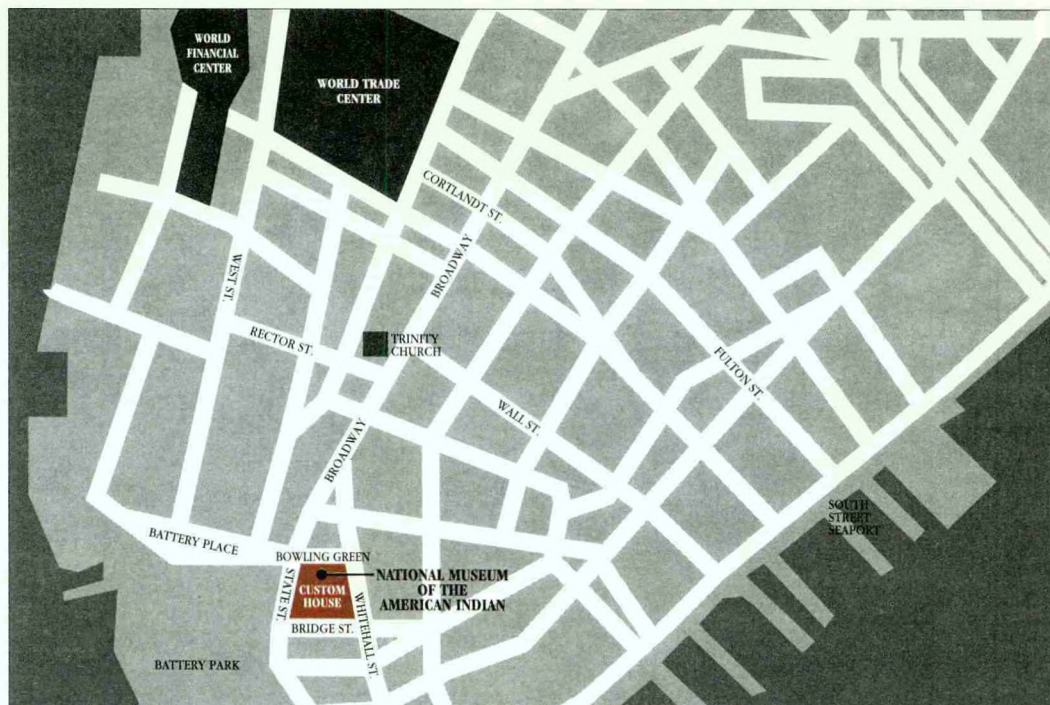 WORLD
FINANCIAL
CENTER
WORLD TRADE
CENTER
CORTLANDT ST.
BROADWAY
WEST ST.
RECTOR ST.
TRINITY
CHURCH
FULTON ST.
WALL ST.
BROADWAY
SOUTH
STREET
SEAPORT
BATTERY PLACE
BOWLING GREEN
STATE ST.
CUSTOM
HOUSE
NATIONAL MUSEUM
OF THE
AMERICAN INDIAN
WHITEHALL ST.
BRIDGE ST.
BATTERY PARK